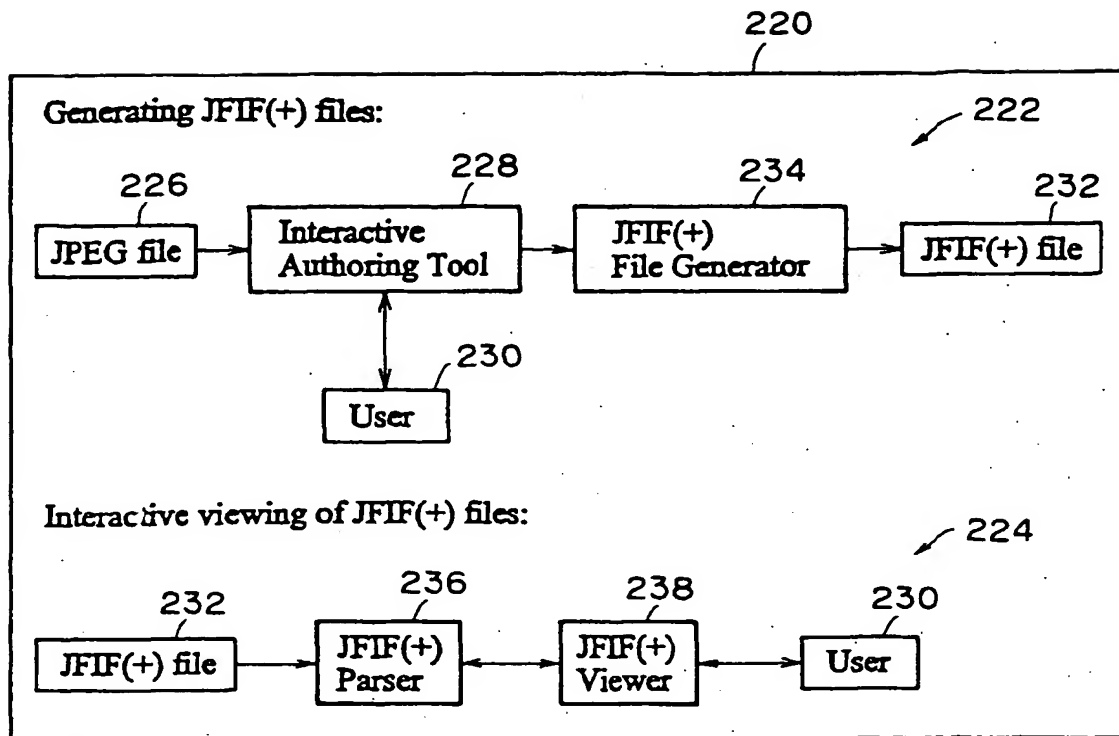 220
Generating JFIF(+) files:
222
226
228
234
232
JPEG file
Interactive
Authoring Tool
JFIF(+)
File Generator
JFIF(+) file
230
User
Interactive viewing of JFIF(+) files:
224
232
236
238
230
JFIF(+) file
JFIF(+)
Parser
JFIF(+)
Viewer
User